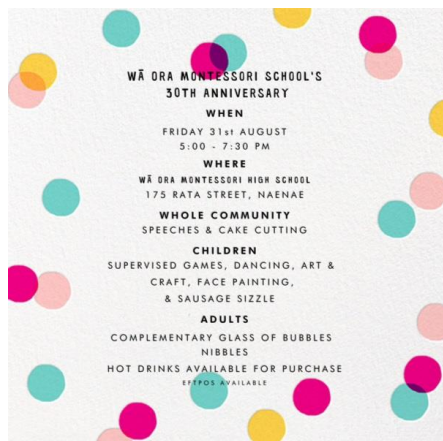 WĀ ORA MONTESSORI SCHOOL'S
30TH ANNIVERSARY
WHEN
FRIDAY 31st AUGUST
5:00 - 7:30 PM
WHERE
WĀ ORA MONTESSORI HIGH SCHOOL
175 RATA STREET, NAENAE
WHOLE COMMUNITY
SPEECHES & CAKE CUTTING
CHILDREN
SUPERVISED GAMES, DANCING, ART &
CRAFT, FACE PAINTING,
& SAUSAGE SIZZLE
ADULTS
COMPLEMENTARY GLASS OF BUBBLES
NIBBLES
HOT DRINKS AVAILABLE FOR PURCHASE
EFTPOS AVAILABLE